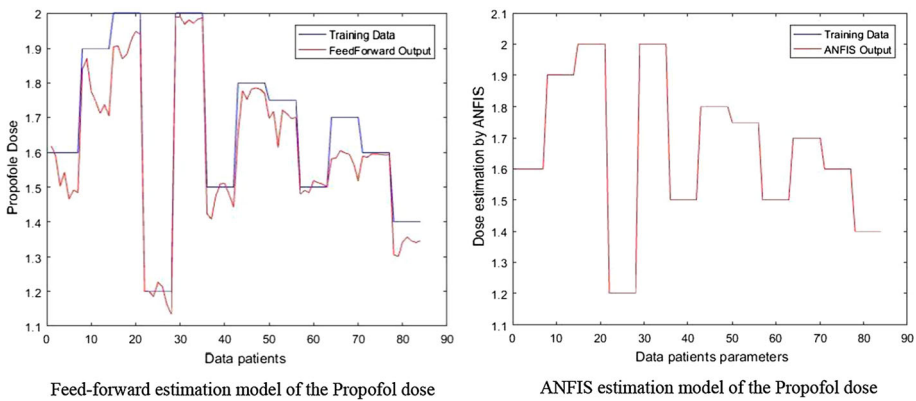 2
1.9
1.8
1.7
1.6
1.5
1.4
1.3
1.2
1.1
Propofole Dose
Training Data
FeedForward Output
0 10 20 30 40 50 60 70 80 90
Data patients
Feed-forward estimation model of the Propofol dose
2.1
2
1.9
1.8
1.7
1.6
1.5
1.4
1.3
1.2
1.1
Dose estimation by ANFIS
Training Data
ANFIS Output
0 10 20 30 40 50 60 70 80 90
Data patients parameters
ANFIS estimation model of the Propofol dose